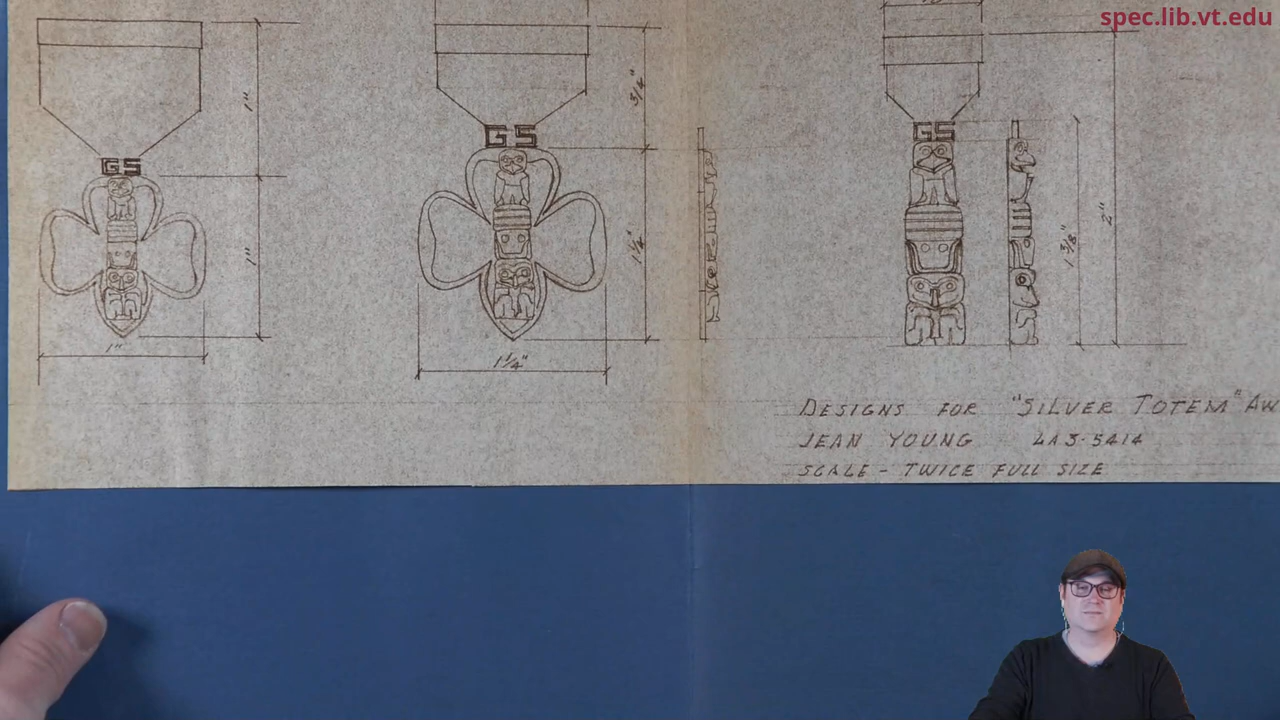 spec.lib.vt.edu
1"
GS
1"
1"
3/4"
GS
1 1/4"
1 1/4"
GS
2"
1 3/8"
DESIGNS FOR "SILVER TOTEM" AW
JEAN YOUNG LA3-5414
SCALE - TWICE FULL SIZE